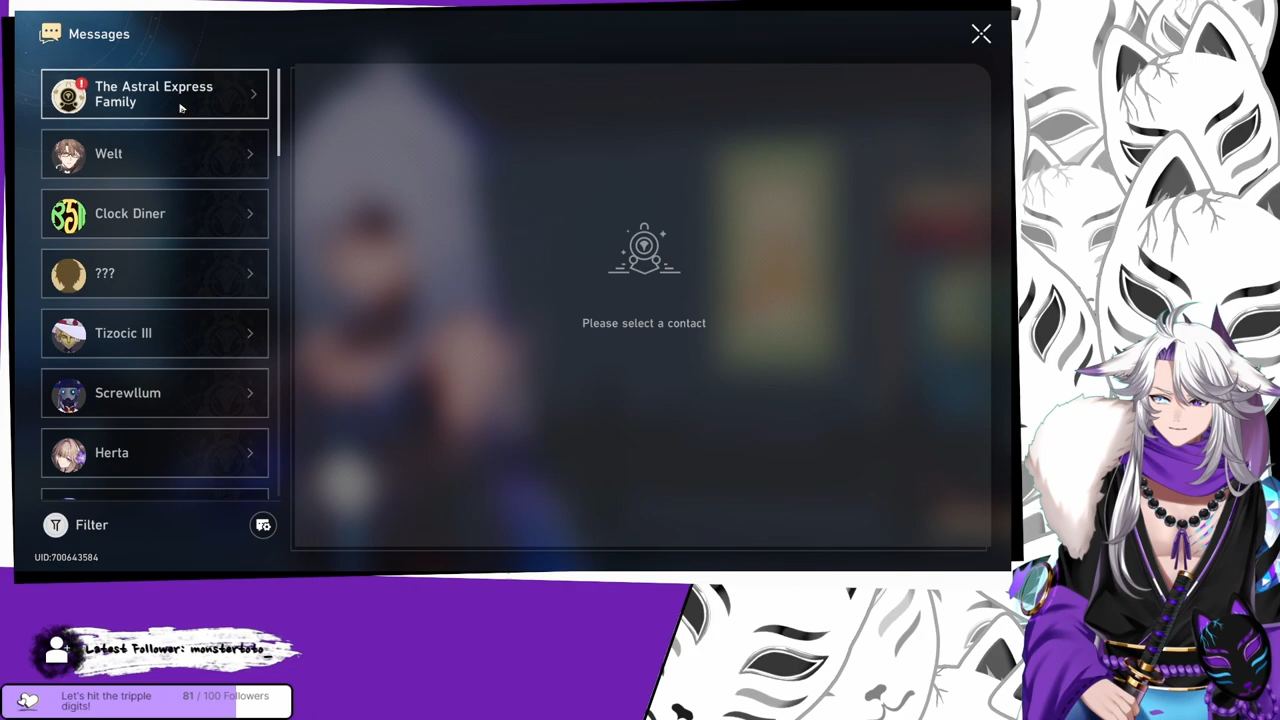 Messages
The Astral Express
Family
Welt
Clock Diner
???
Tizocic III
Screwllum
Herta
Filter
UID:700643584
Please select a contact
Latest Follower: monstertoto_
Let's hit the tripple
digits!
81 / 100 Followers